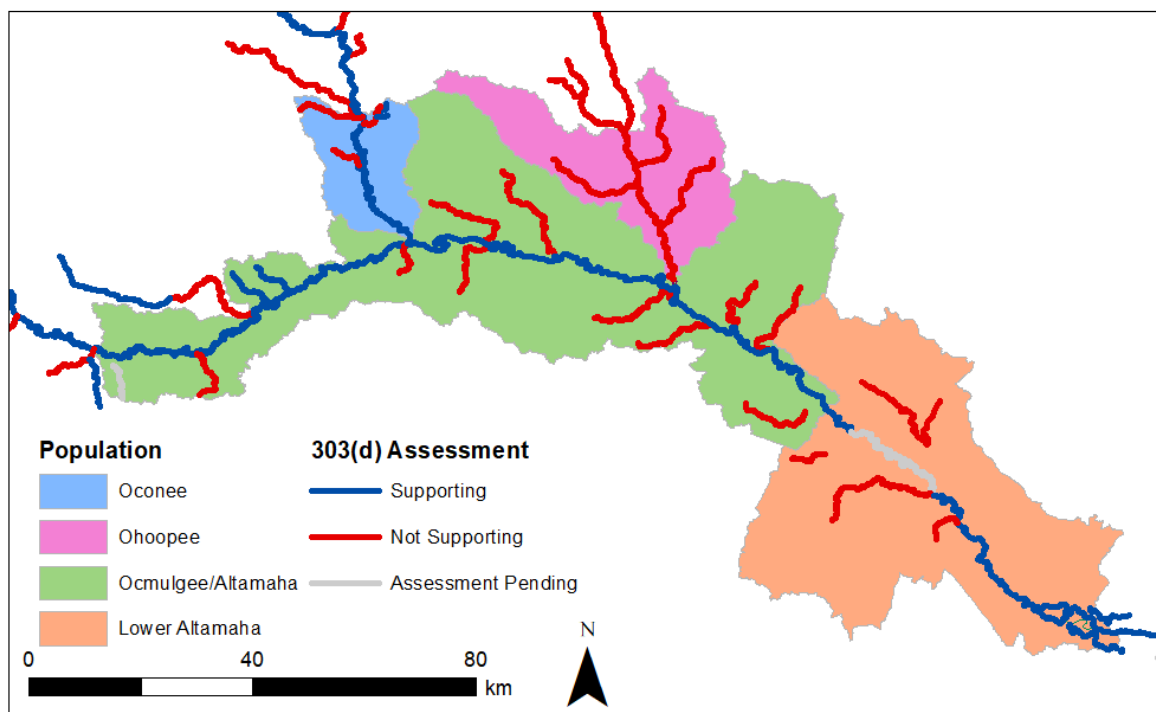 Population
Oconee
Ohoopee
Ocmulgee/Altamaha
Lower Altamaha
303(d) Assessment
Supporting
Not Supporting
Assessment Pending
0 40 80
km
N